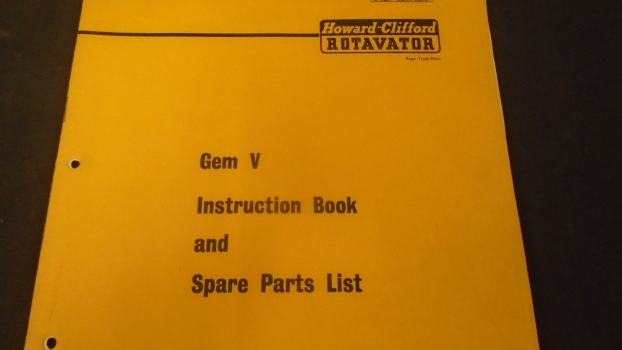 Howard-Clifford
ROTAVATOR
Regd. Trade Mark
Gem V
Instruction Book
and
Spare Parts List